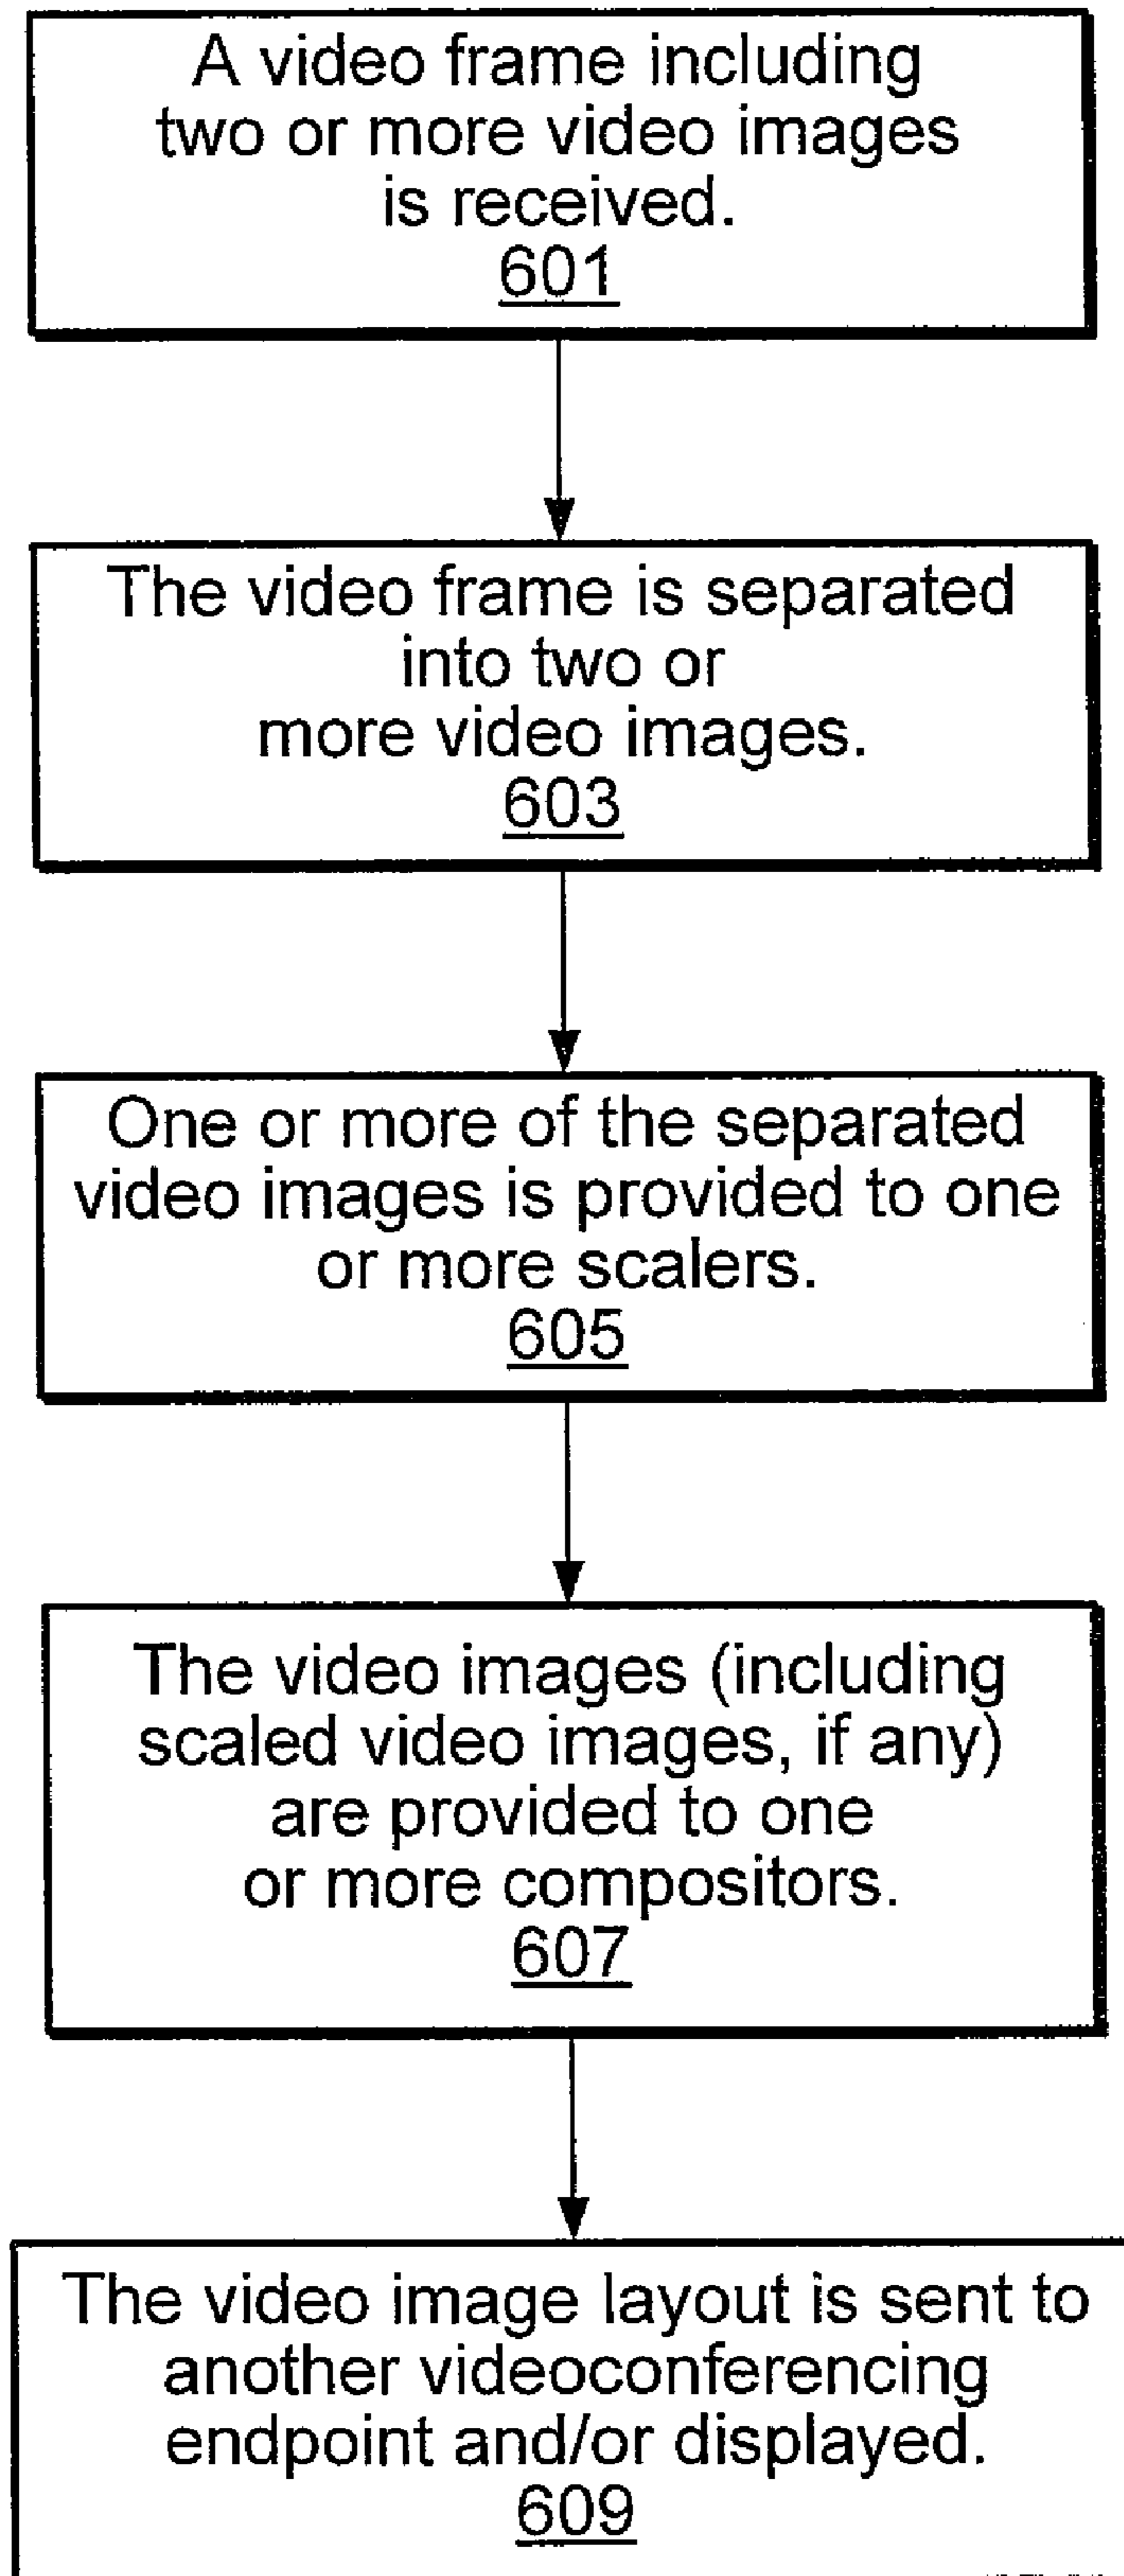 A video frame including
two or more video images
is received.
601
The video frame is separated
into two or
more video images.
603
One or more of the separated
video images is provided to one
or more scalers.
605
The video images (including
scaled video images, if any)
are provided to one
or more compositors.
607
The video image layout is sent to
another videoconferencing
endpoint and/or displayed.
609